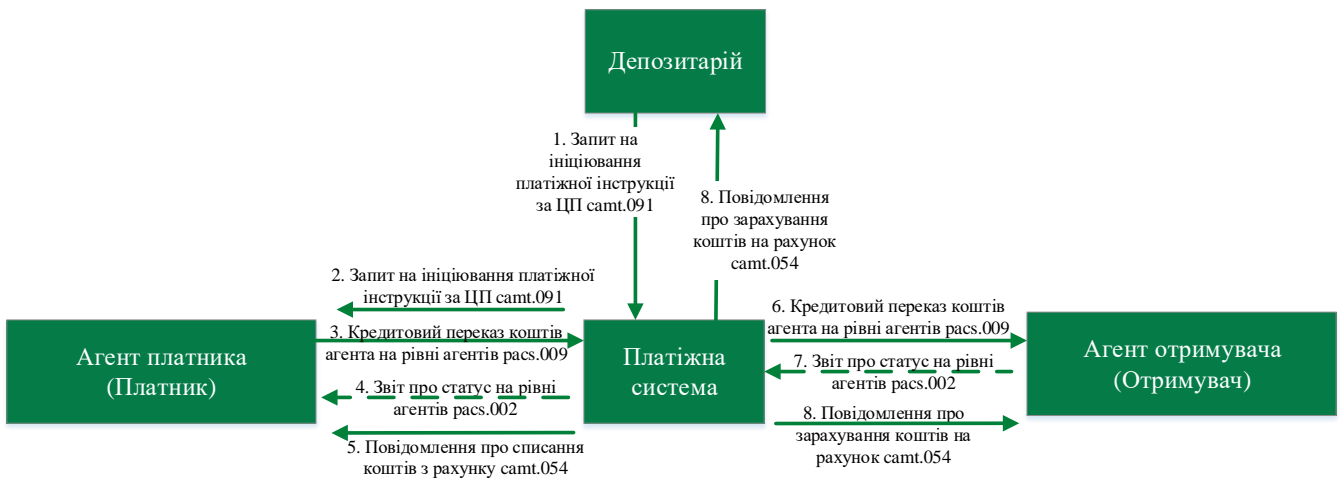 Депозитарій
1. Запит на
ініціювання
платіжної інструкції
за ЦП camt.091
8. Повідомлення
про зарахування
коштів на рахунок
camt.054
2. Запит на ініціювання платіжної
інструкції за ЦП camt.091
3. Кредитовий переказ коштів
агента на рівні агентів pacs.009
4. Звіт про статус на рівні
агентів pacs.002
5. Повідомлення про списання
коштів з рахунку camt.054
Агент платника
(Платник)
Платіжна
система
6. Кредитовий переказ коштів
агента на рівні агентів pacs.009
7. Звіт про статус на рівні
агентів pacs.002
8. Повідомлення про
зарахування коштів на
рахунок camt.054
Агент отримувача
(Отримувач)